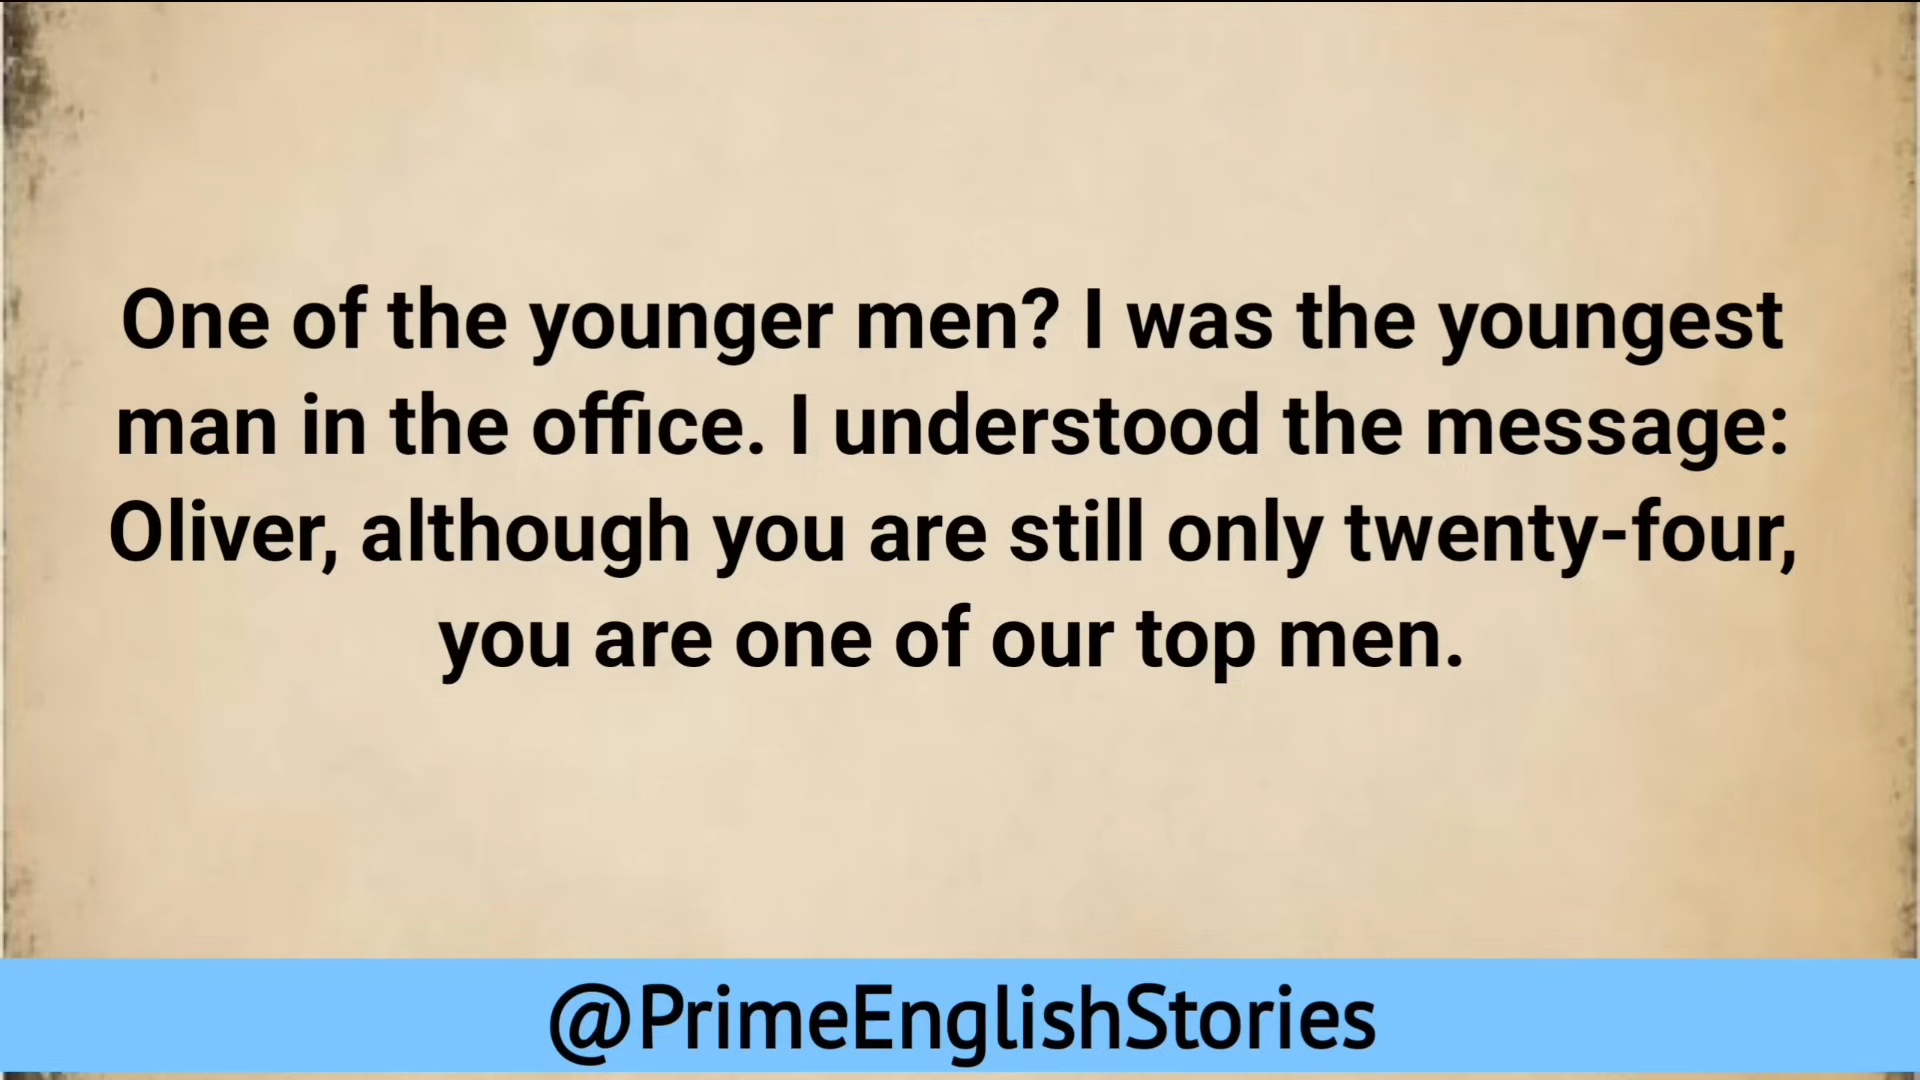 One of the younger men? I was the youngest
man in the office. I understood the message:
Oliver, although you are still only twenty-four,
you are one of our top men.
@PrimeEnglishStories